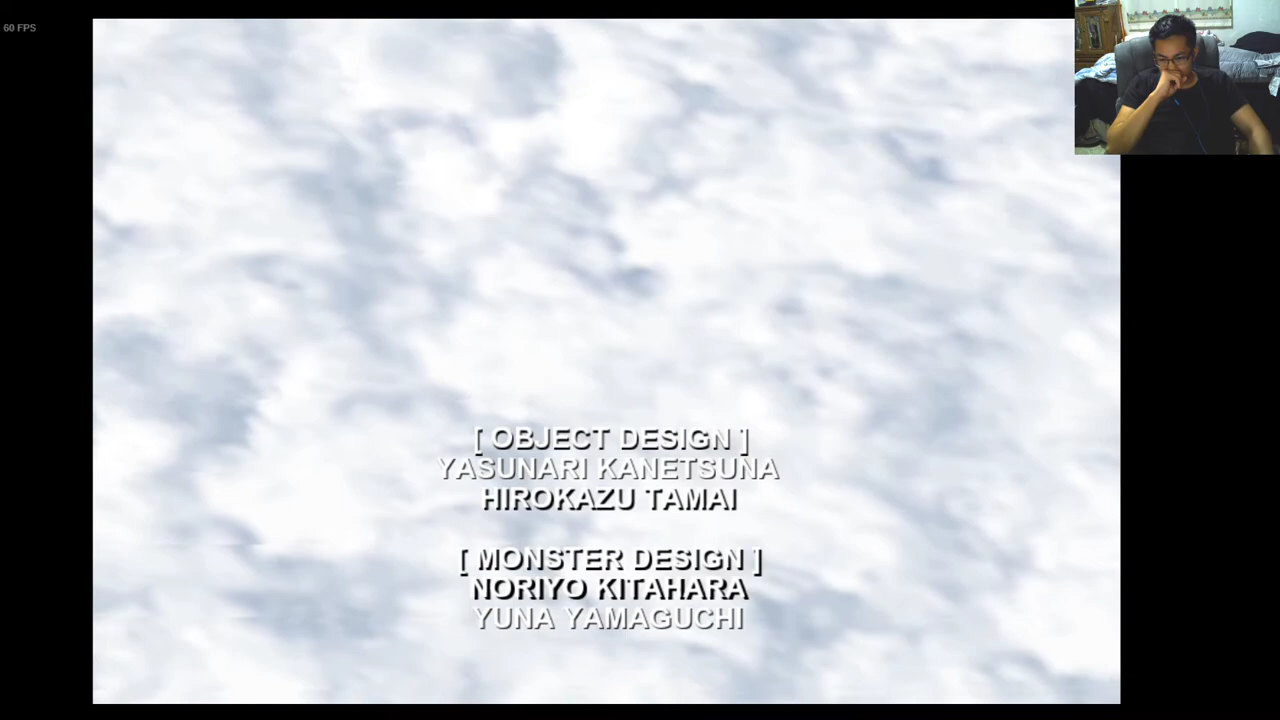 60 FPS
[ OBJECT DESIGN ]
YASUNARI KANETSUNA
HIROKAZU TAMAI
[ MONSTER DESIGN ]
NORIYO KITAHARA
YUNA YAMAGUCHI